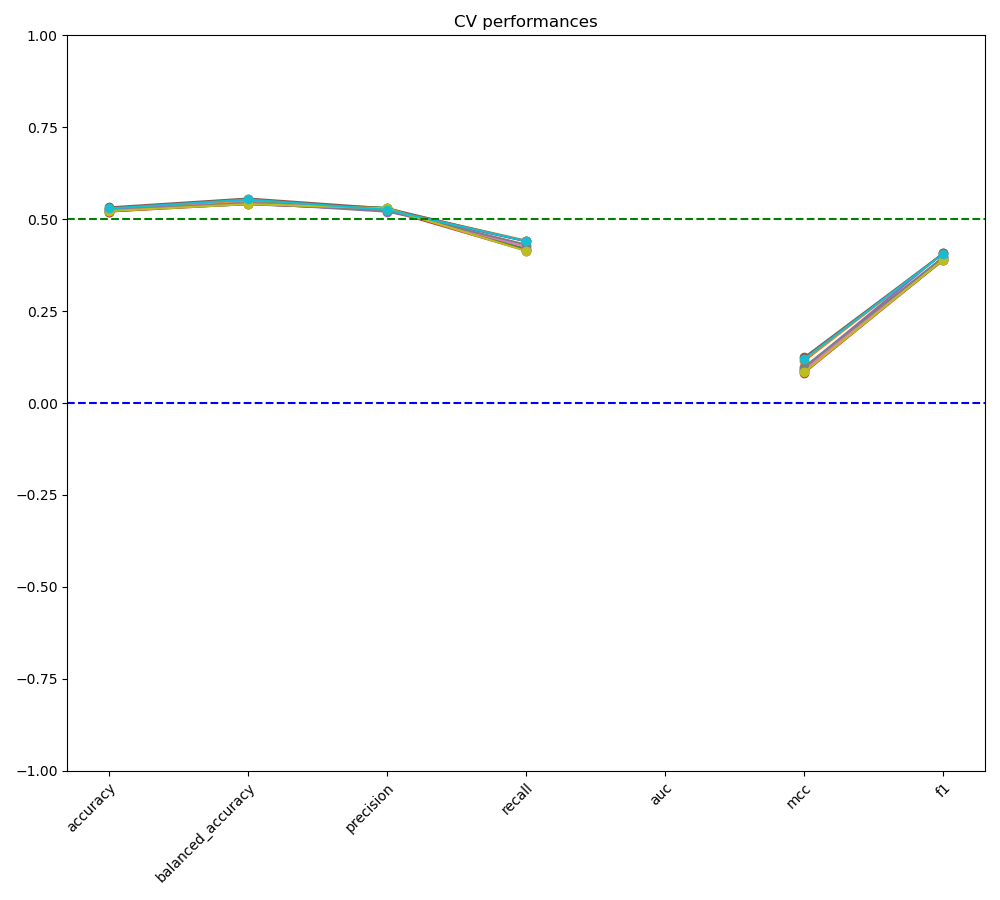 CV performances
1.00
0.75
0.50
0.25
0.00
−0.25
−0.50
−0.75
−1.00
accuracy
balanced_accuracy
precision
recall
auc
mcc
f1